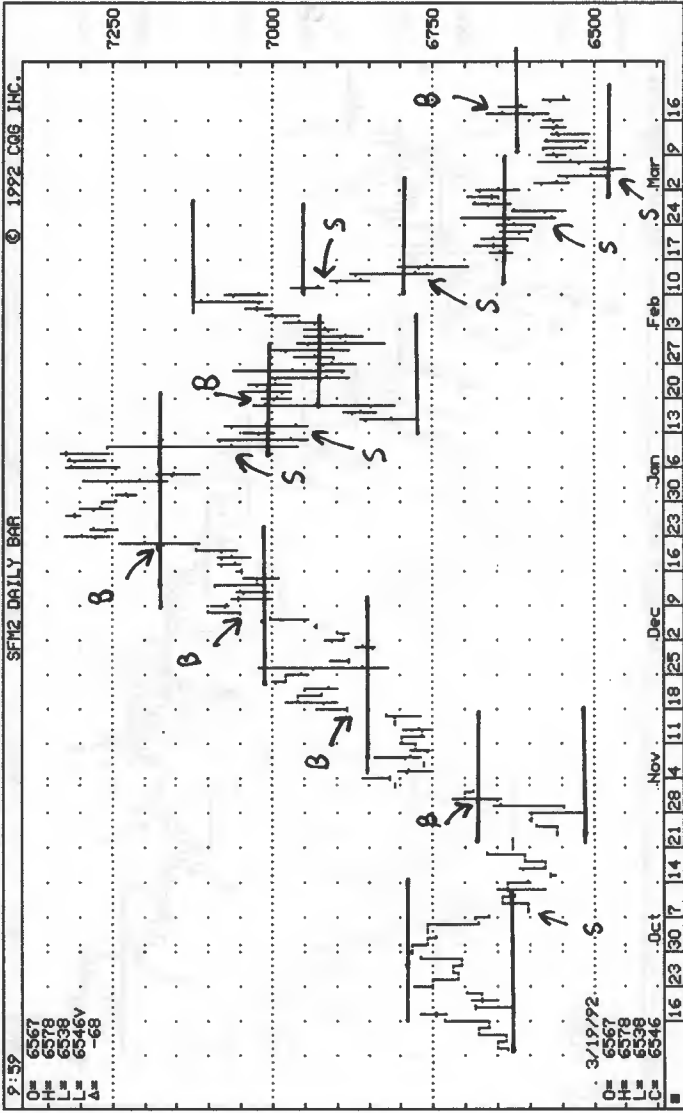 9:59 SFM2 DAILY BAR © 1992 CQG INC.
O= 6567
H= 6578
L= 6538
L= 6546V
Δ= -68
7250
7000
6750
6500
B
B
B
B
S
B
S
S
S
S
S
S
B
3/19/92
O= 6567
H= 6578
L= 6538
C= 6546
Oct Nov Dec Jan Feb Mar
16 23 30 7 14 21 28 4 11 18 25 2 9 16 23 30 6 13 20 27 3 10 17 24 2 9 16